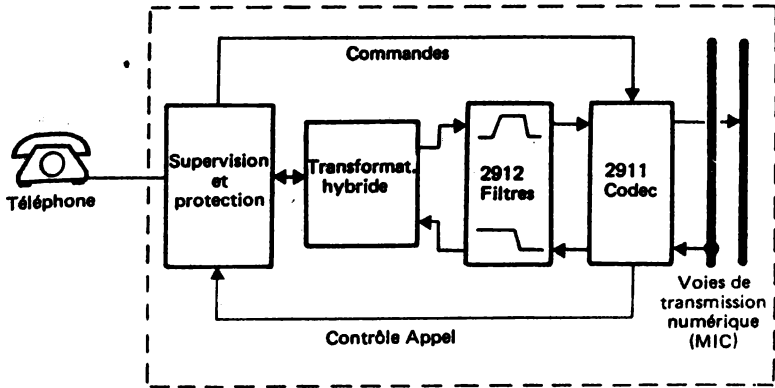 Commandes
Téléphone
Supervision
et
protection
Transformat.
hybride
2912
Filtres
2911
Codec
Voies de
transmission
numérique
(MIC)
Contrôle Appel